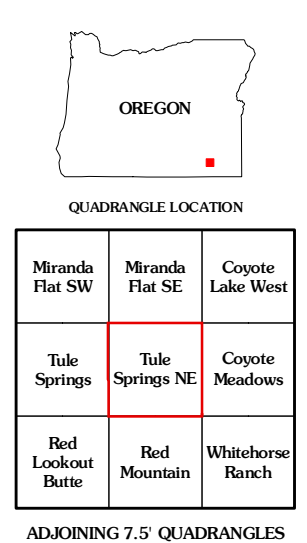 OREGON
QUADRANGLE LOCATION
Miranda
Flat SW
Miranda
Flat SE
Coyote
Lake West
Tule
Springs
Tule
Springs NE
Coyote
Meadows
Red
Lookout
Butte
Red
Mountain
Whitehorse
Ranch
ADJOINING 7.5' QUADRANGLES